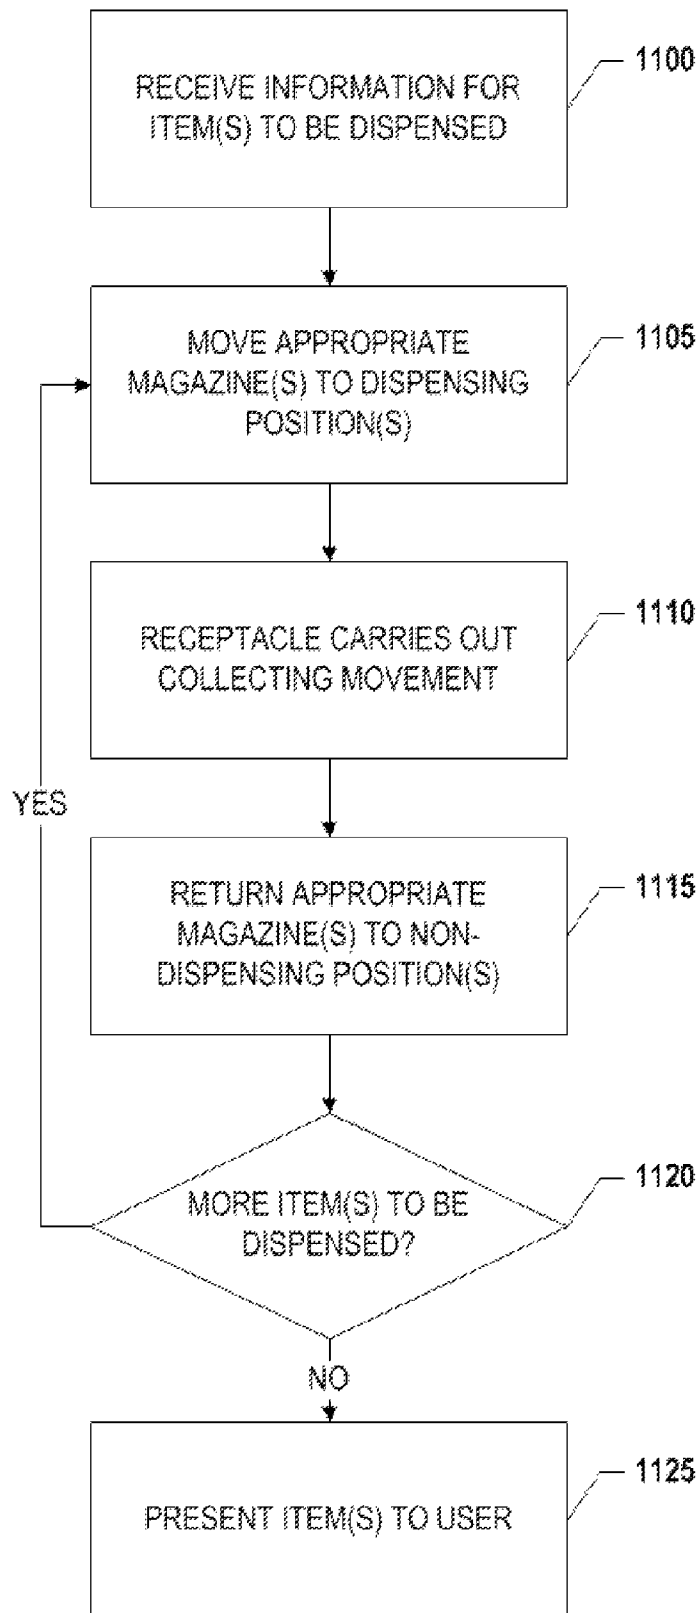 RECEIVE INFORMATION FOR
ITEM(S) TO BE DISPENSED
1100
MOVE APPROPRIATE
MAGAZINE(S) TO DISPENSING
POSITION(S)
1105
RECEPTACLE CARRIES OUT
COLLECTING MOVEMENT
1110
YES
RETURN APPROPRIATE
MAGAZINE(S) TO NON-
DISPENSING POSITION(S)
1115
MORE ITEM(S) TO BE
DISPENSED?
1120
NO
PRESENT ITEM(S) TO USER
1125